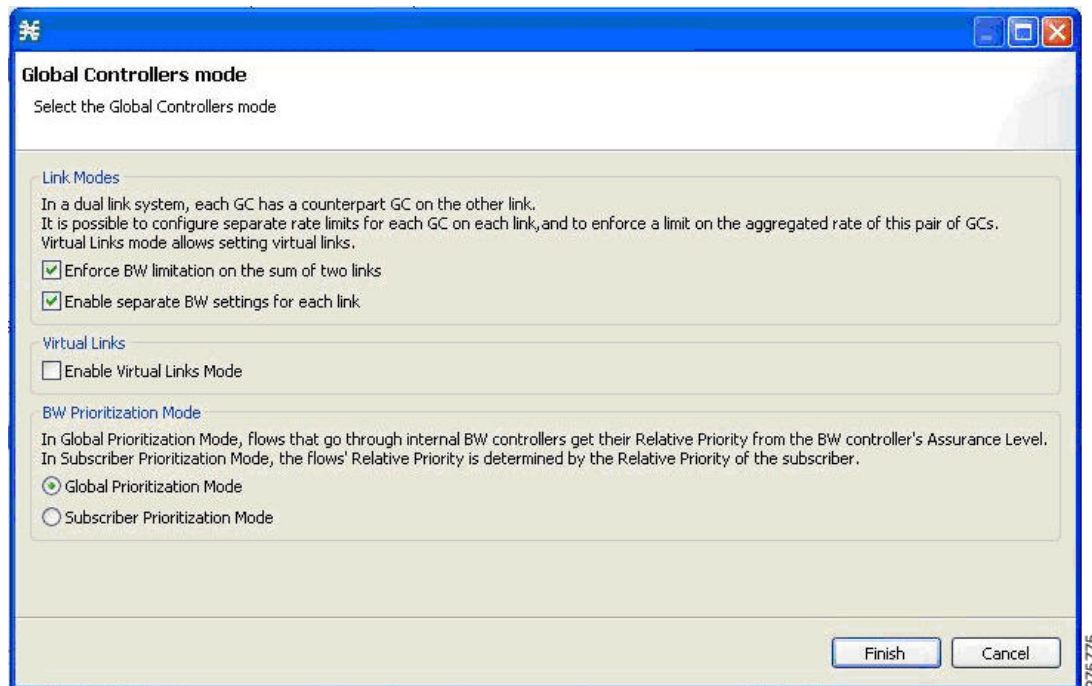 Global Controllers mode
Select the Global Controllers mode
Link Modes
In a dual link system, each GC has a counterpart GC on the other link.
It is possible to configure separate rate limits for each GC on each link,and to enforce a limit on the aggregated rate of this pair of GCs.
Virtual Links mode allows setting virtual links.
Enforce BW limitation on the sum of two links
Enable separate BW settings for each link
Virtual Links
Enable Virtual Links Mode
BW Prioritization Mode
In Global Prioritization Mode, flows that go through internal BW controllers get their Relative Priority from the BW controller's Assurance Level.
In Subscriber Prioritization Mode, the flows' Relative Priority is determined by the Relative Priority of the subscriber.
Global Prioritization Mode
Subscriber Prioritization Mode
Finish
Cancel